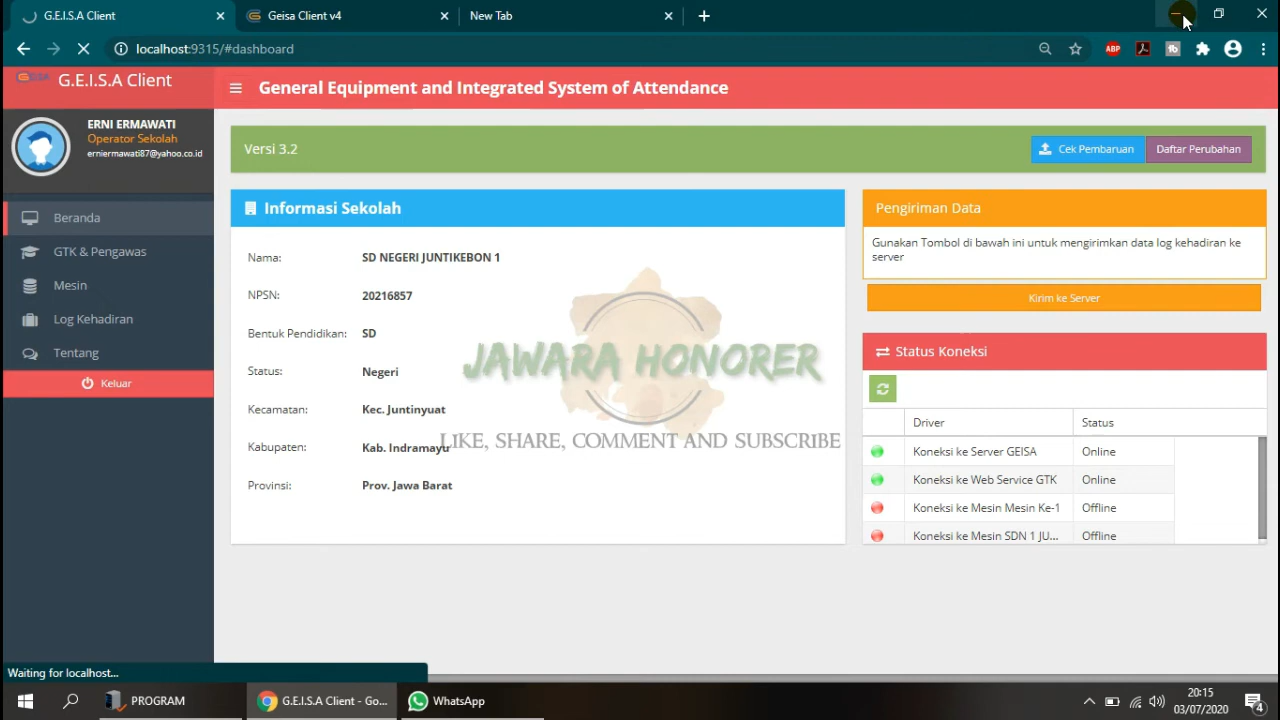 G.E.I.S.A Client
Geisa Client v4
New Tab
localhost:9315/#dashboard
ABP
GEISA
G.E.I.S.A Client
General Equipment and Integrated System of Attendance
ERNI ERMAWATI
Operator Sekolah
erniermawati87@yahoo.co.id
Versi 3.2
Cek Pembaruan
Daftar Perubahan
Beranda
GTK & Pengawas
Mesin
Log Kehadiran
Tentang
Keluar
Informasi Sekolah
Nama: SD NEGERI JUNTIKEBON 1
NPSN: 20216857
Bentuk Pendidikan: SD
Status: Negeri
Kecamatan: Kec. Juntinyuat
Kabupaten: Kab. Indramayu
Provinsi: Prov. Jawa Barat
JAWARA HONORER
LIKE, SHARE, COMMENT AND SUBSCRIBE
Pengiriman Data
Gunakan Tombol di bawah ini untuk mengirimkan data log kehadiran ke
server
Kirim ke Server
Status Koneksi
Driver Status
Koneksi ke Server GEISA Online
Koneksi ke Web Service GTK Online
Koneksi ke Mesin Mesin Ke-1 Offline
Koneksi ke Mesin SDN 1 JU... Offline
Waiting for localhost...
PROGRAM
G.E.I.S.A Client - Go...
WhatsApp
20:15
03/07/2020
4